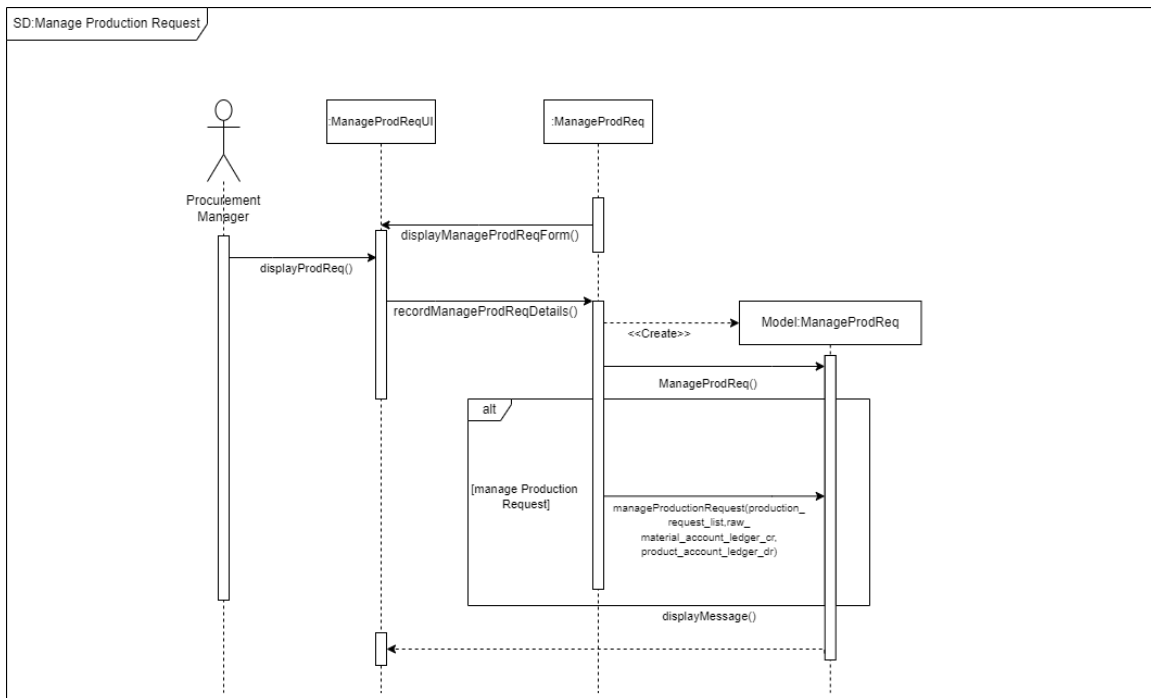 SD:Manage Production Request
:ManageProdReqUI
:ManageProdReq
Procurement
Manager
displayManageProdReqForm()
displayProdReq()
recordManageProdReqDetails()
<<Create>>
Model:ManageProdReq
ManageProdReq()
alt
[manage Production
Request]
manageProductionRequest(production_
request_list,raw_
material_account_ledger_cr,
product_account_ledger_dr)
displayMessage()